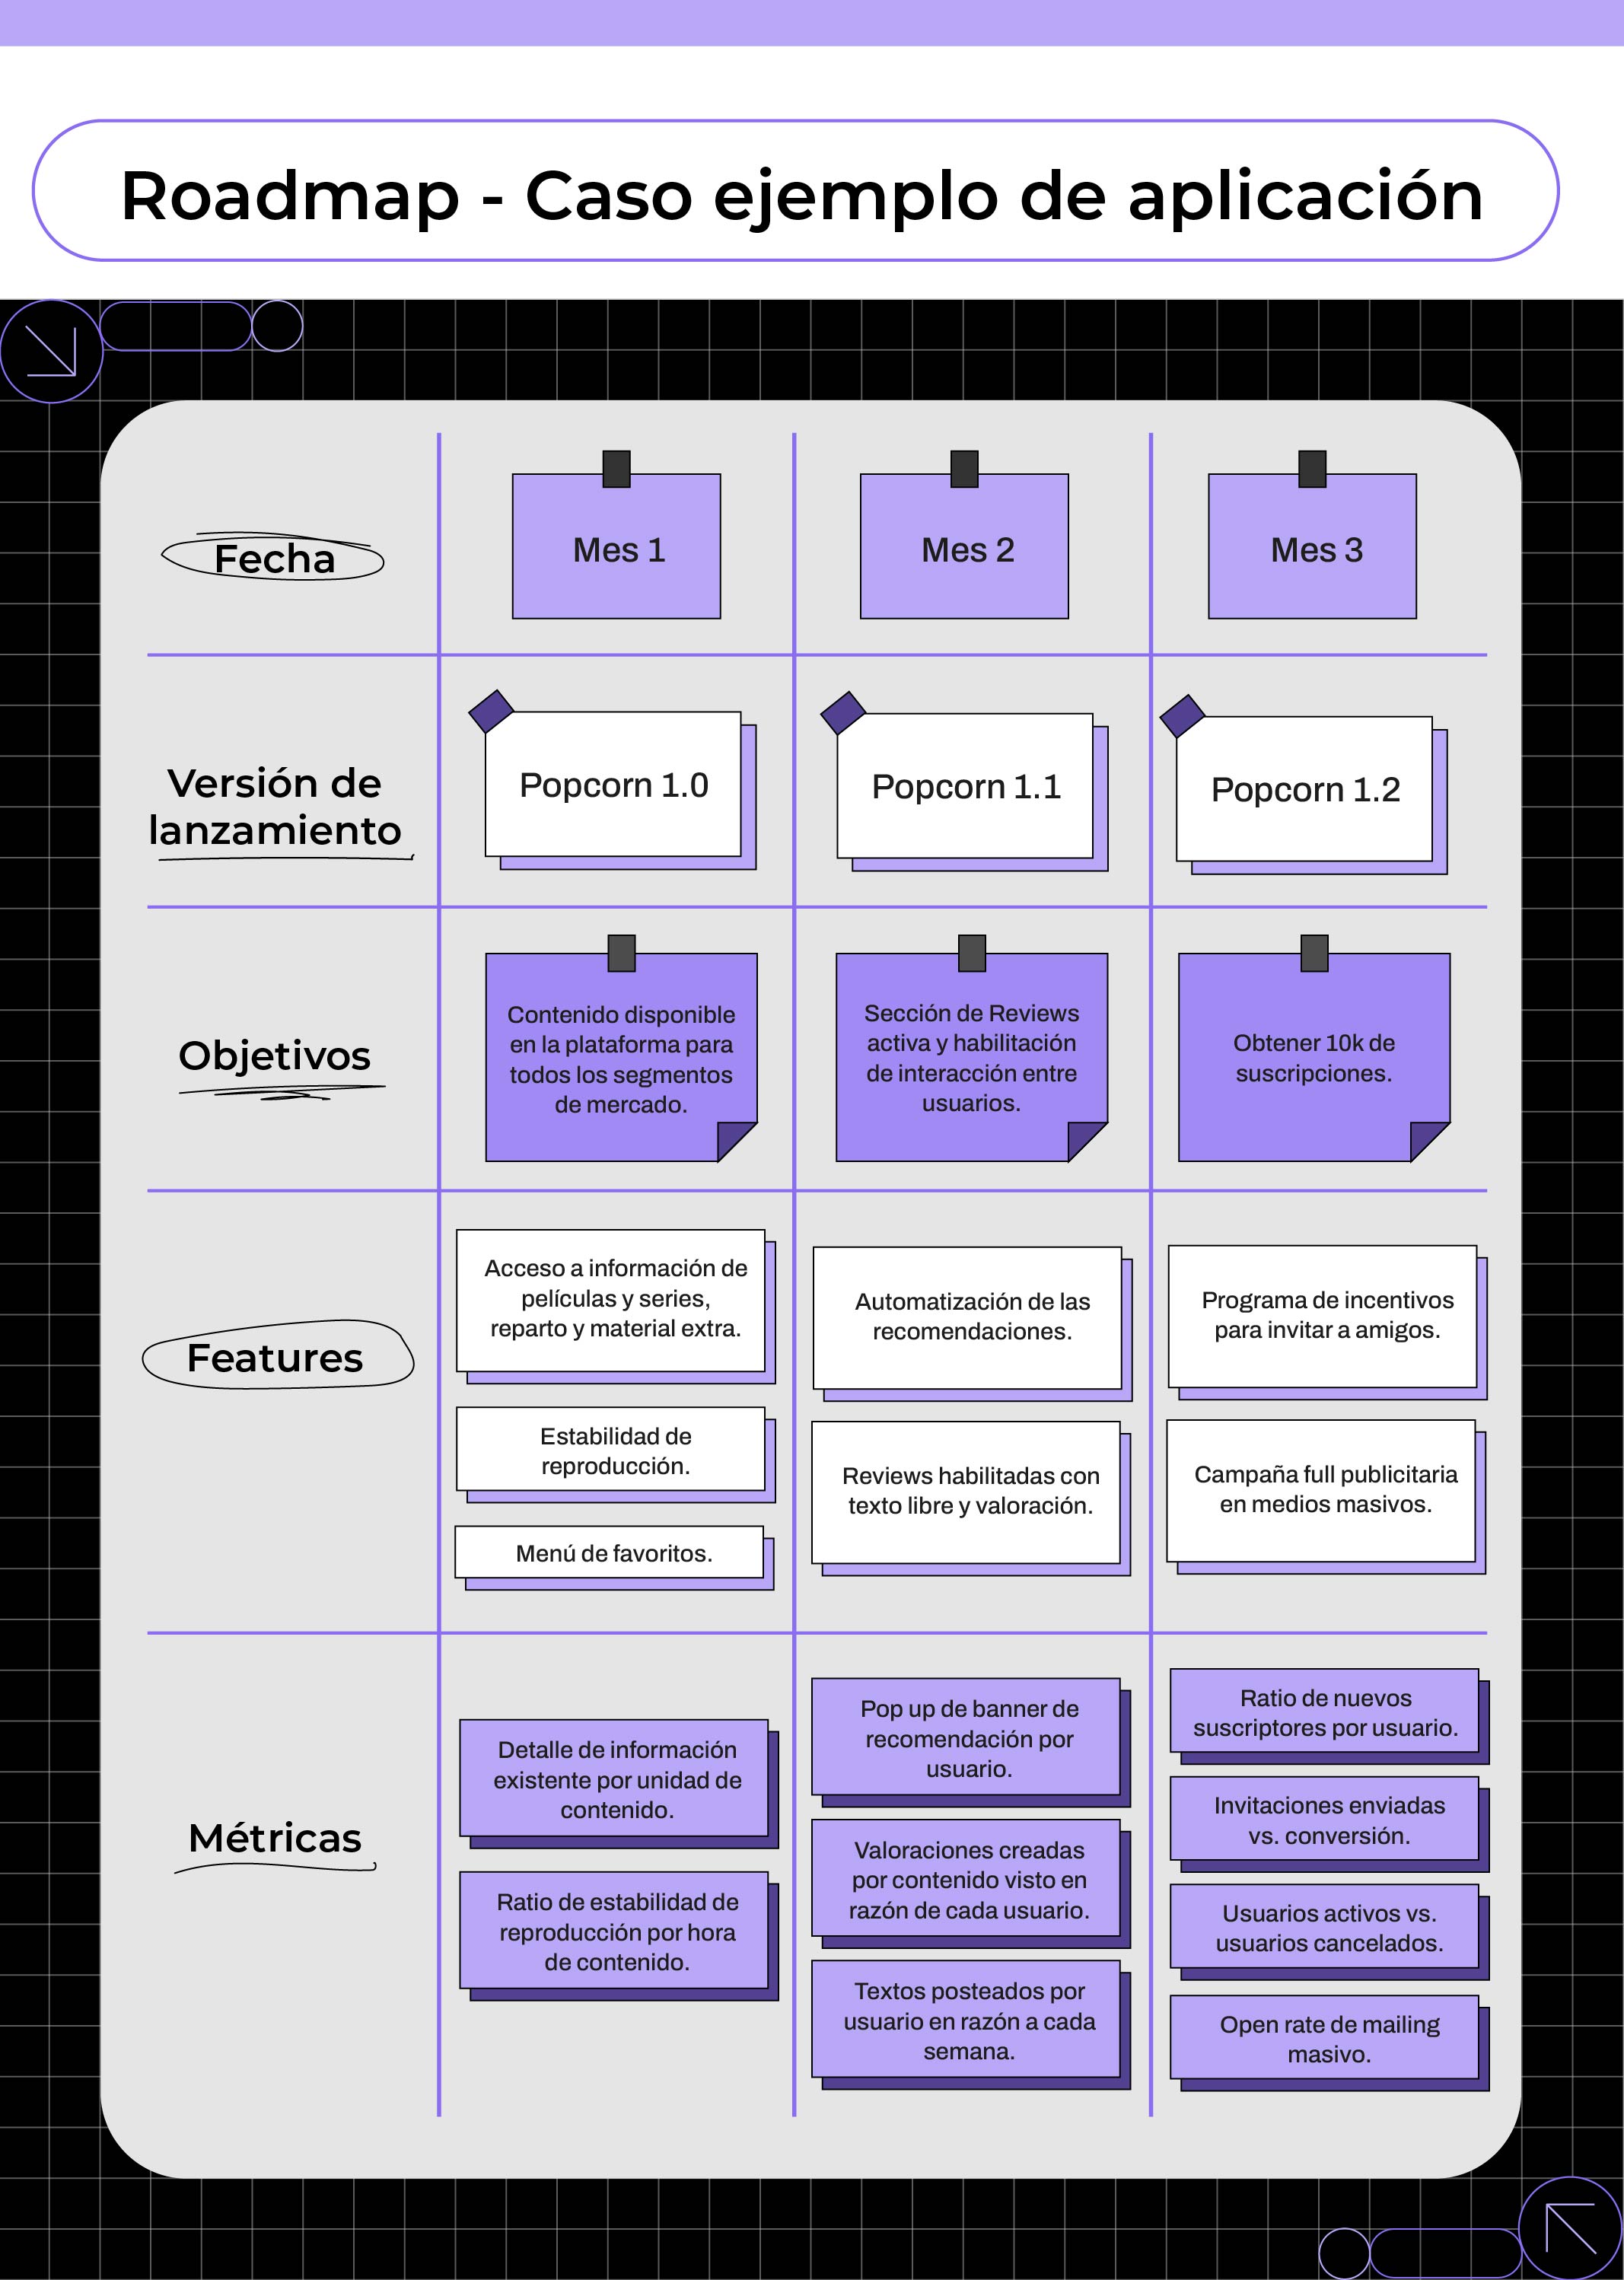 Roadmap - Caso ejemplo de aplicación
Fecha
Mes 1
Mes 2
Mes 3
Versión de
lanzamiento
Popcorn 1.0
Popcorn 1.1
Popcorn 1.2
Objetivos
Contenido disponible
en la plataforma para
todos los segmentos
de mercado.
Sección de Reviews
activa y habilitación
de interacción entre
usuarios.
Obtener 10k de
suscripciones.
Features
Acceso a información de
películas y series,
reparto y material extra.
Estabilidad de
reproducción.
Menú de favoritos.
Automatización de las
recomendaciones.
Reviews habilitadas con
texto libre y valoración.
Programa de incentivos
para invitar a amigos.
Campaña full publicitaria
en medios masivos.
Métricas
Detalle de información
existente por unidad de
contenido.
Ratio de estabilidad de
reproducción por hora
de contenido.
Pop up de banner de
recomendación por
usuario.
Valoraciones creadas
por contenido visto en
razón de cada usuario.
Textos posteados por
usuario en razón a cada
semana.
Ratio de nuevos
suscriptores por usuario.
Invitaciones enviadas
vs. conversión.
Usuarios activos vs.
usuarios cancelados.
Open rate de mailing
masivo.